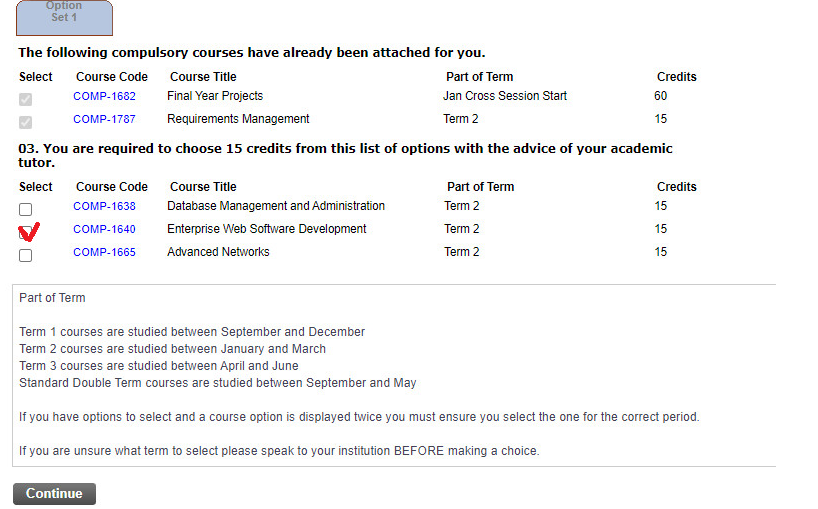 Option
Set 1
The following compulsory courses have already been attached for you.
Select Course Code Course Title Part of Term Credits
COMP-1682 Final Year Projects Jan Cross Session Start 60
COMP-1787 Requirements Management Term 2 15
03. You are required to choose 15 credits from this list of options with the advice of your academic
tutor.
Select Course Code Course Title Part of Term Credits
COMP-1638 Database Management and Administration Term 2 15
COMP-1640 Enterprise Web Software Development Term 2 15
COMP-1665 Advanced Networks Term 2 15
Part of Term
Term 1 courses are studied between September and December
Term 2 courses are studied between January and March
Term 3 courses are studied between April and June
Standard Double Term courses are studied between September and May
If you have options to select and a course option is displayed twice you must ensure you select the one for the correct period.
If you are unsure what term to select please speak to your institution BEFORE making a choice.
Continue